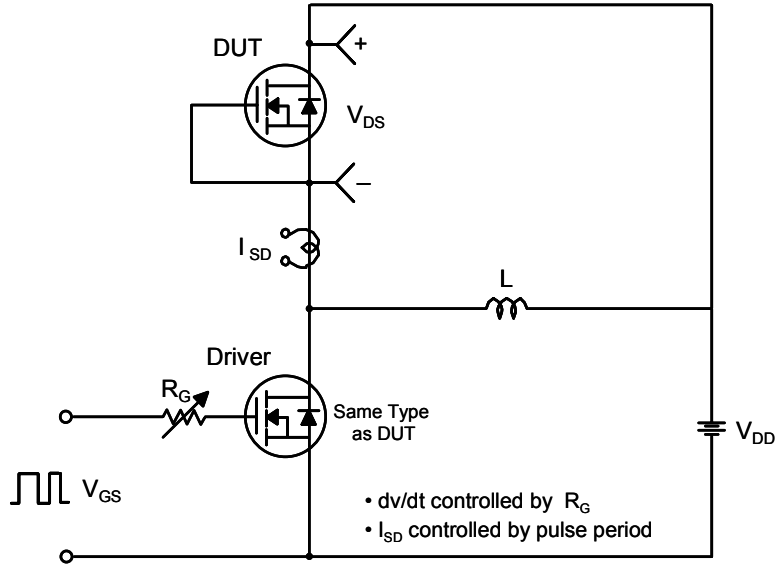 DUT
+
V_DS
–
I_SD
L
Driver
R_G
Same Type
as DUT
V_DD
V_GS
• dv/dt controlled by R_G
• I_SD controlled by pulse period